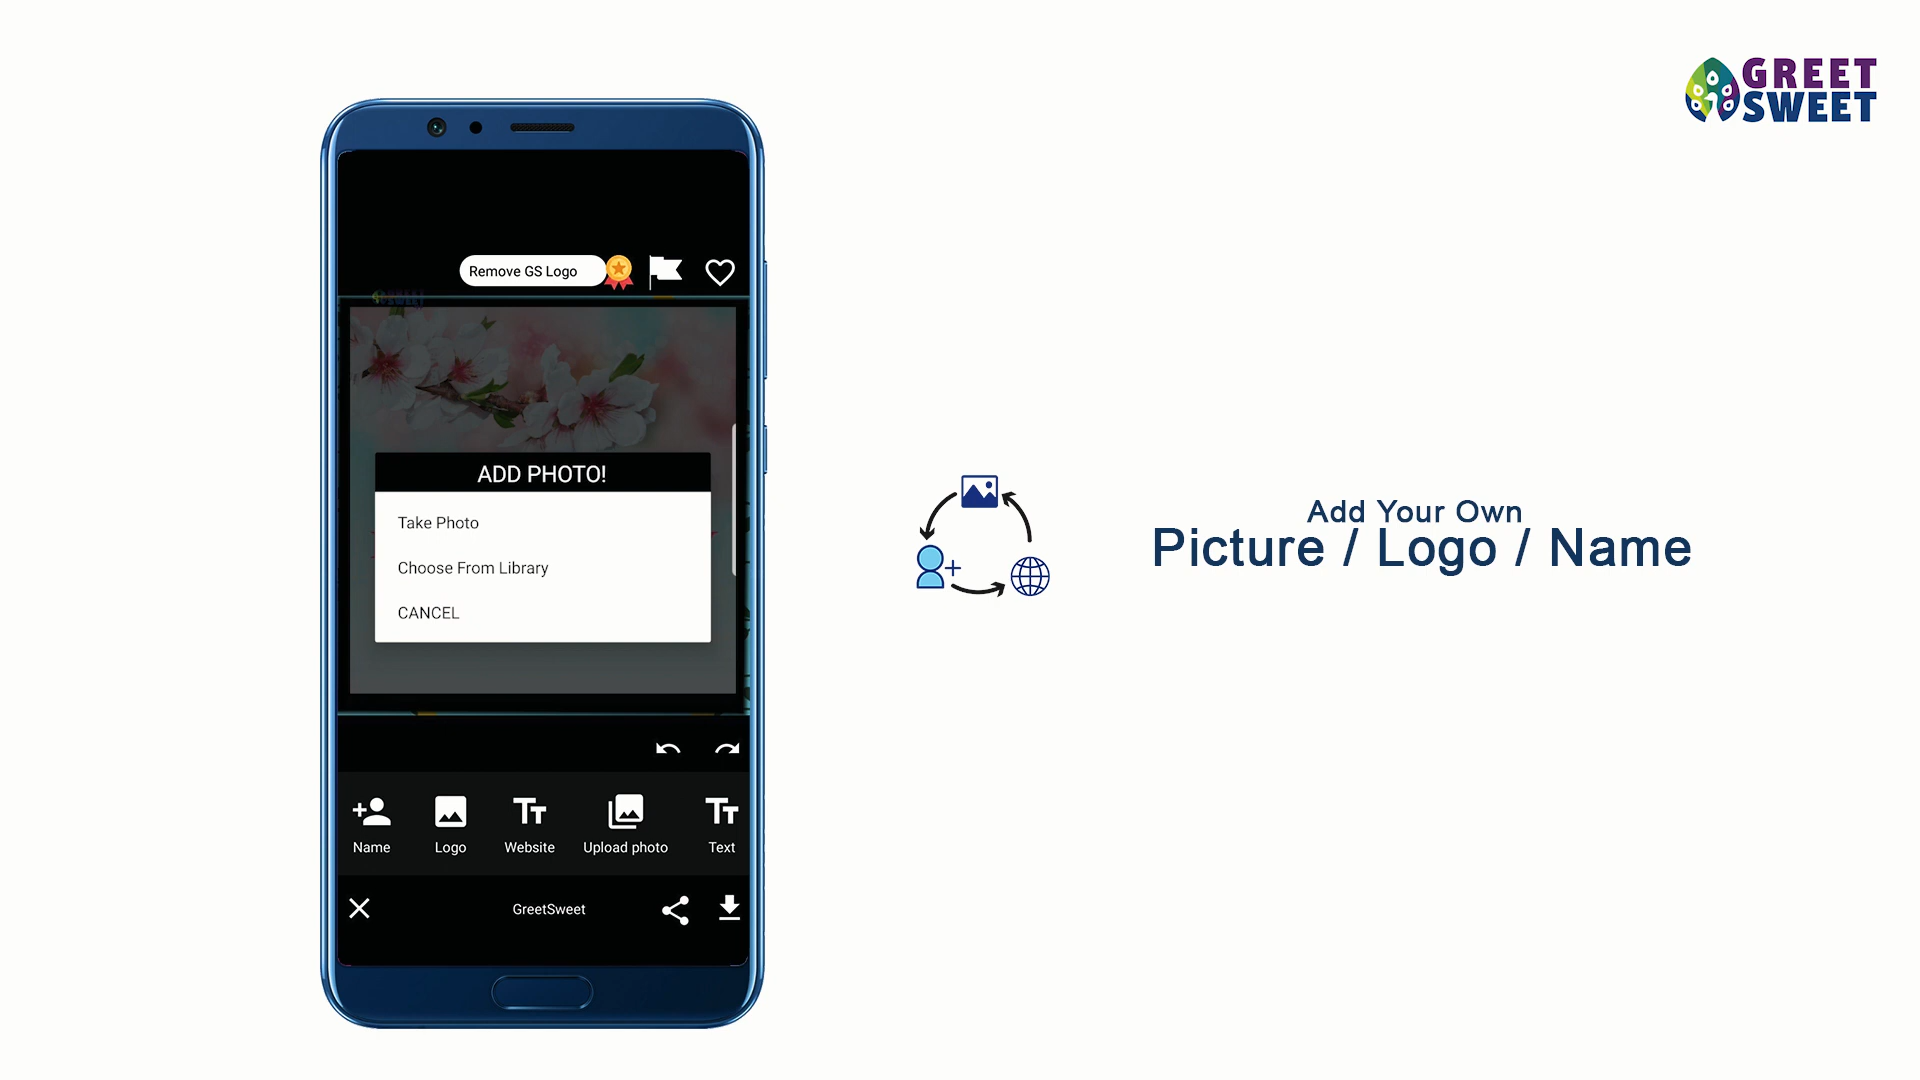 GREET
SWEET
Remove GS Logo
SWEET
ADD PHOTO!
Take Photo
Choose From Library
CANCEL
Add Your Own
Picture / Logo / Name
Name
Logo
Website
Upload photo
Text
GreetSweet